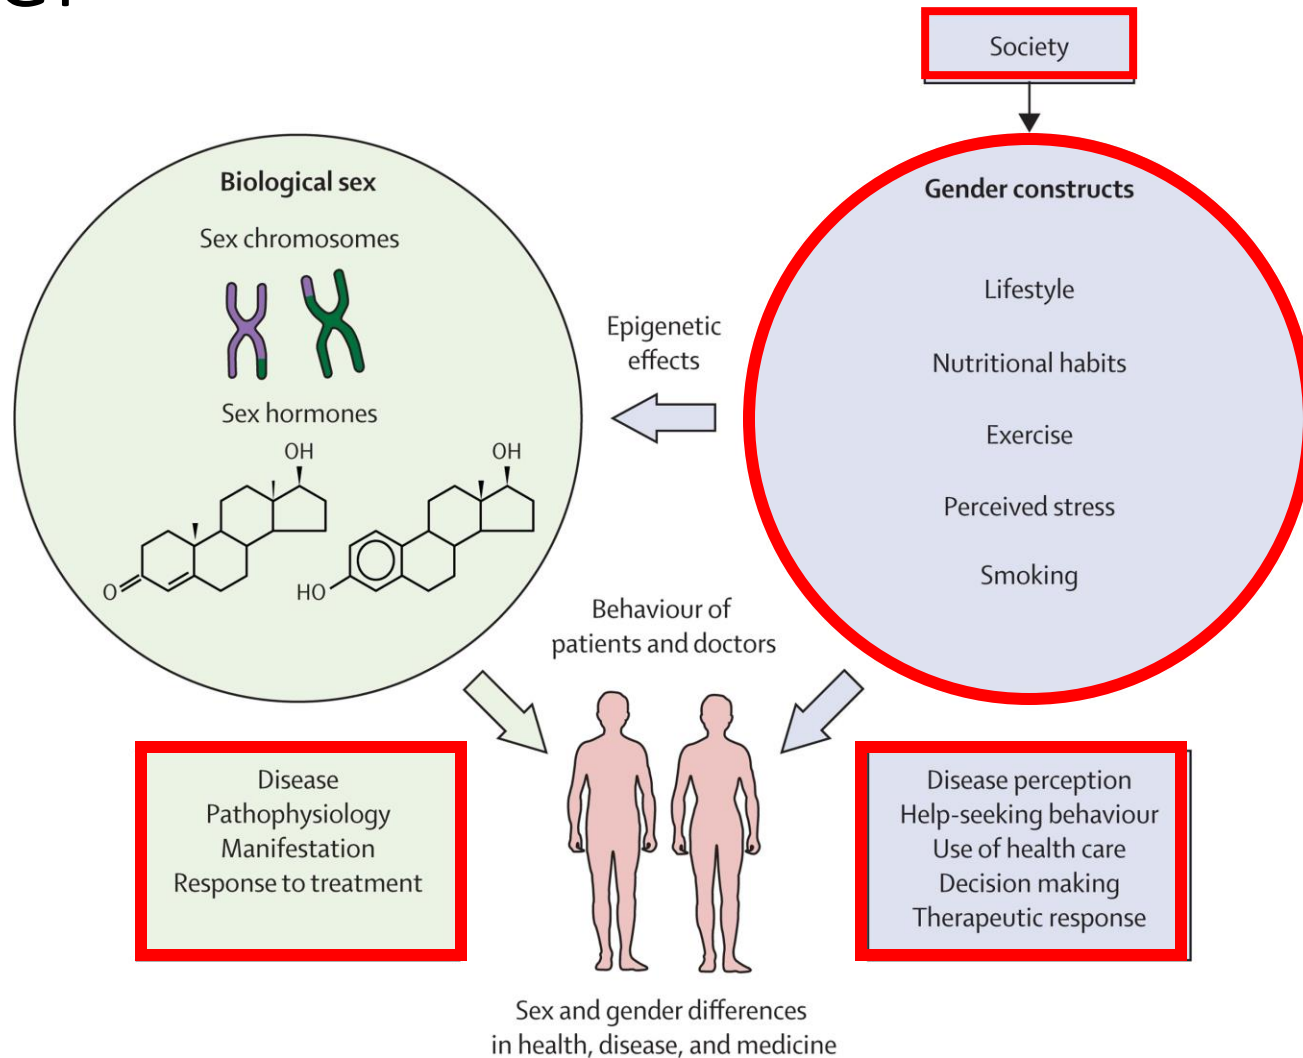 Society
Biological sex
Sex chromosomes
Sex hormones
OH
O
OH
HO
Epigenetic
effects
Gender constructs
Lifestyle
Nutritional habits
Exercise
Perceived stress
Smoking
Behaviour of
patients and doctors
Disease
Pathophysiology
Manifestation
Response to treatment
Disease perception
Help-seeking behaviour
Use of health care
Decision making
Therapeutic response
Sex and gender differences
in health, disease, and medicine